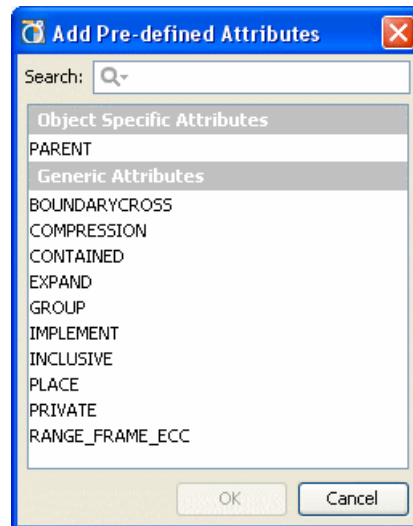 Add Pre-defined Attributes
Search:
Object Specific Attributes
PARENT
Generic Attributes
BOUNDARYCROSS
COMPRESSION
CONTAINED
EXPAND
GROUP
IMPLEMENT
INCLUSIVE
PLACE
PRIVATE
RANGE_FRAME_ECC
OK Cancel